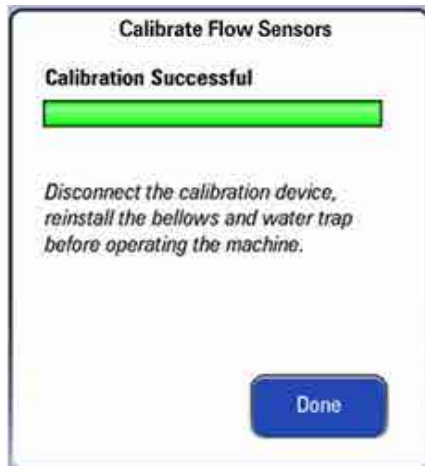 Calibrate Flow Sensors
Calibration Successful
Disconnect the calibration device,
reinstall the bellows and water trap
before operating the machine.
Done